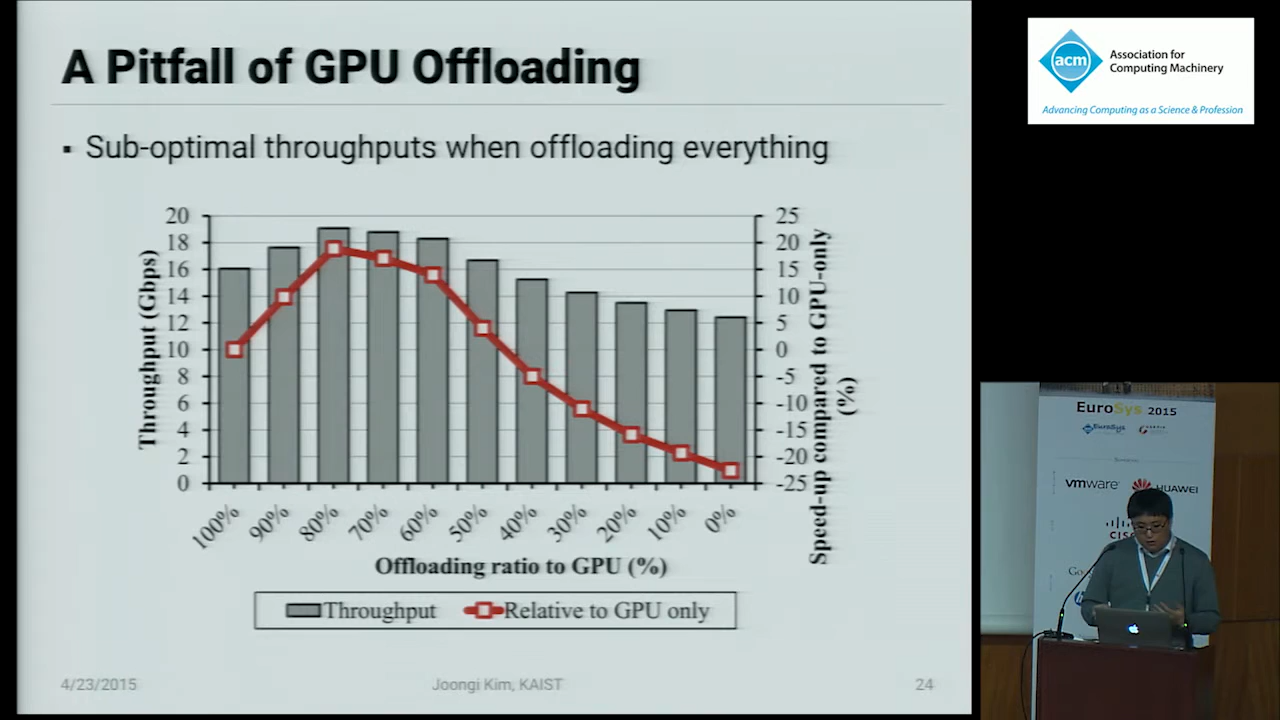 A Pitfall of GPU Offloading
▪ Sub-optimal throughputs when offloading everything
Throughput (Gbps)
20
18
16
14
12
10
8
6
4
2
0
25
20
15
10
5
0
-5
-10
-15
-20
-25
Speed-up compared to GPU-only
(%)
100% 90% 80% 70% 60% 50% 40% 30% 20% 10% 0%
Offloading ratio to GPU (%)
Throughput Relative to GPU only
4/23/2015 Joongi Kim, KAIST 24
acm
Association for
Computing Machinery
Advancing Computing as a Science & Profession
EuroSys 2015
EuroSys
vmware HUAWEI